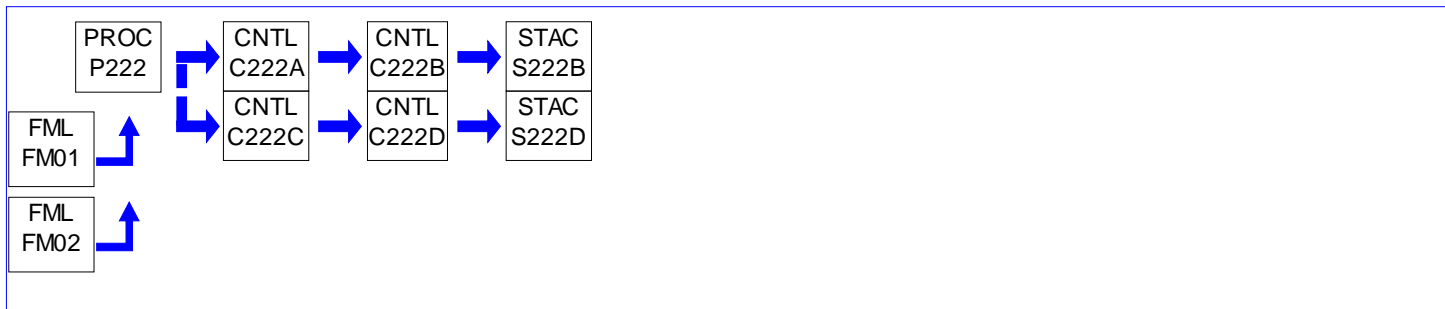 PROC
P222
CNTL
C222A
CNTL
C222B
STAC
S222B
CNTL
C222C
CNTL
C222D
STAC
S222D
FML
FM01
FML
FM02